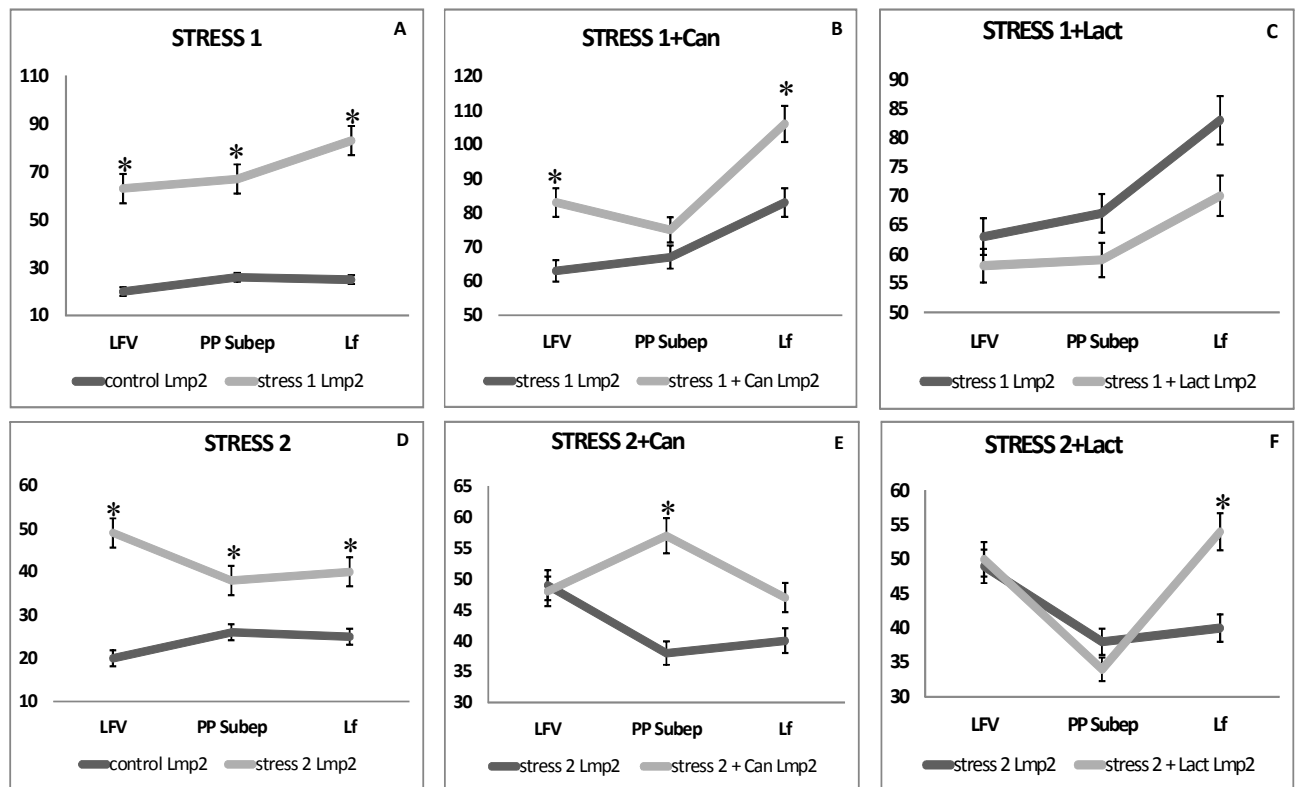 STRESS 1
A
*
*
*
110
90
70
50
30
10
LFV PP Subep Lf
control Lmp2 stress 1 Lmp2
STRESS 1+Can
B
*
*
120
110
100
90
80
70
60
50
LFV PP Subep Lf
stress 1 Lmp2 stress 1 + Can Lmp2
STRESS 1+Lact
C
90
85
80
75
70
65
60
55
50
LFV PP Subep Lf
stress 1 Lmp2 stress 1 + Lact Lmp2
STRESS 2
D
*
*
*
60
50
40
30
20
10
LFV PP Subep Lf
control Lmp2 stress 2 Lmp2
STRESS 2+Can
E
*
65
60
55
50
45
40
35
30
LFV PP Subep Lf
stress 2 Lmp2 stress 2 + Can Lmp2
STRESS 2+Lact
F
*
60
55
50
45
40
35
30
LFV PP Subep Lf
stress 2 Lmp2 stress 2 + Lact Lmp2